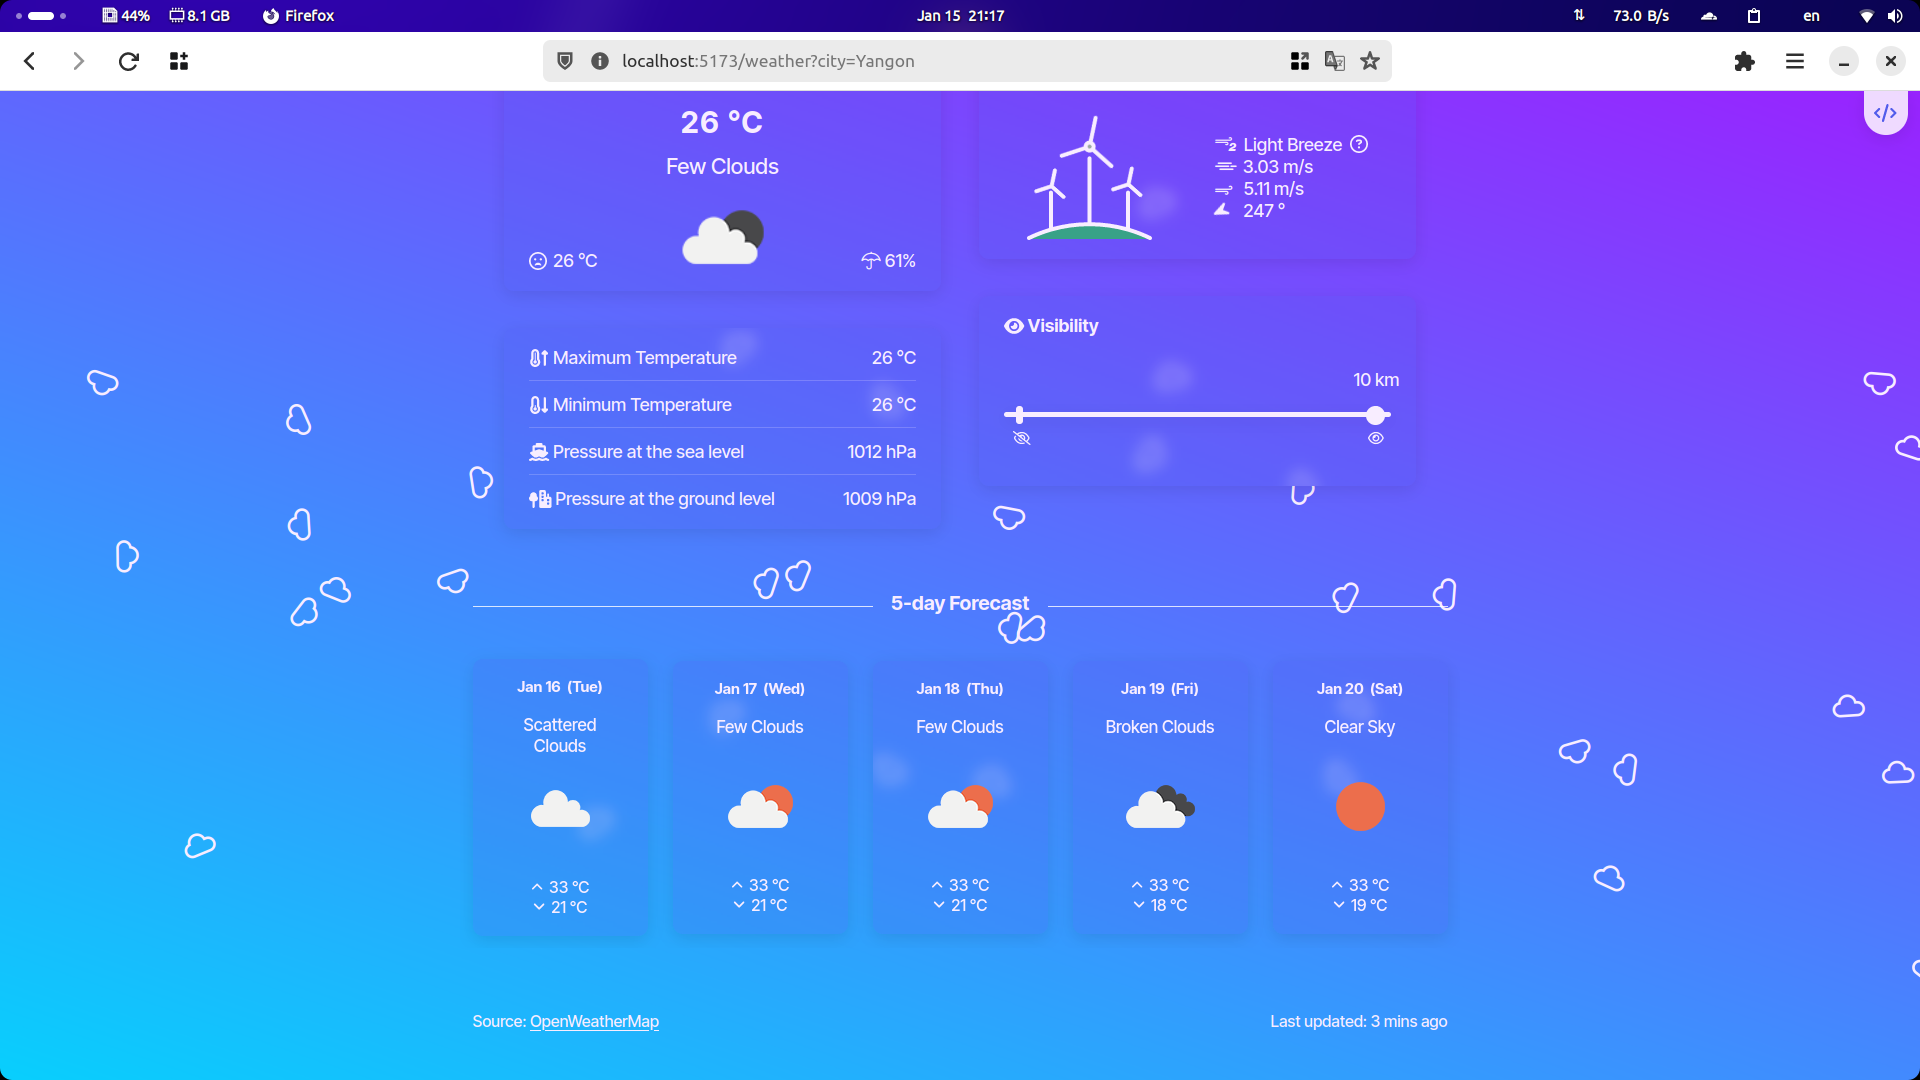 44% 8.1 GB Firefox Jan 15 21:17 73.0 B/s en
localhost:5173/weather?city=Yangon
26 °C
Few Clouds
26 °C 61%
2 Light Breeze ?
3.03 m/s
5.11 m/s
247 °
Maximum Temperature 26 °C
Minimum Temperature 26 °C
Pressure at the sea level 1012 hPa
Pressure at the ground level 1009 hPa
Visibility
10 km
5-day Forecast
Jan 16 (Tue)
Scattered
Clouds
33 °C
21 °C
Jan 17 (Wed)
Few Clouds
33 °C
21 °C
Jan 18 (Thu)
Few Clouds
33 °C
21 °C
Jan 19 (Fri)
Broken Clouds
33 °C
18 °C
Jan 20 (Sat)
Clear Sky
33 °C
19 °C
Source: OpenWeatherMap
Last updated: 3 mins ago